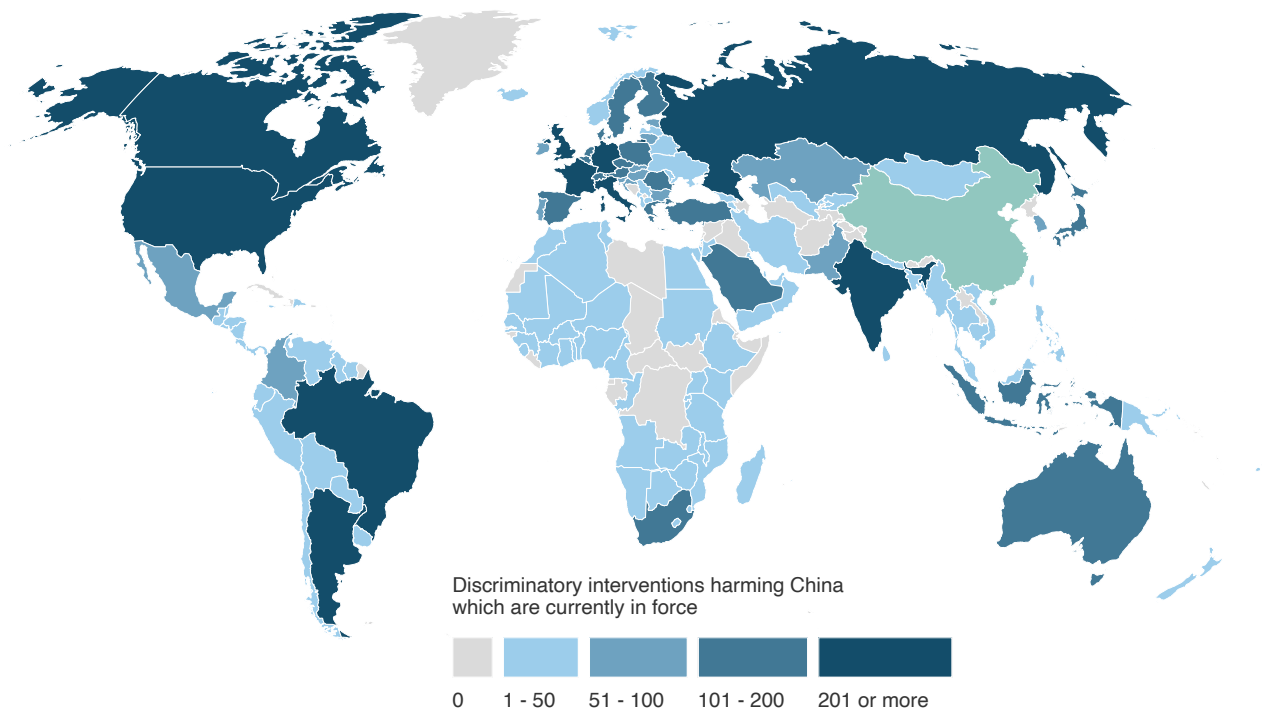 Discriminatory interventions harming China
which are currently in force
0 1 - 50 51 - 100 101 - 200 201 or more